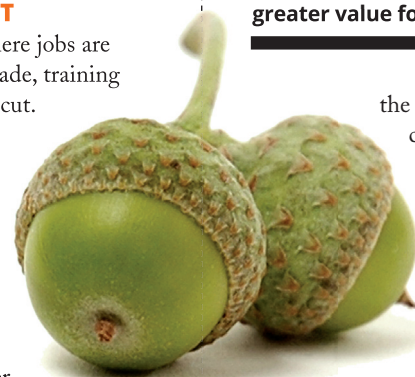 greater value fo
ere jobs are
ade, training
cut.
the